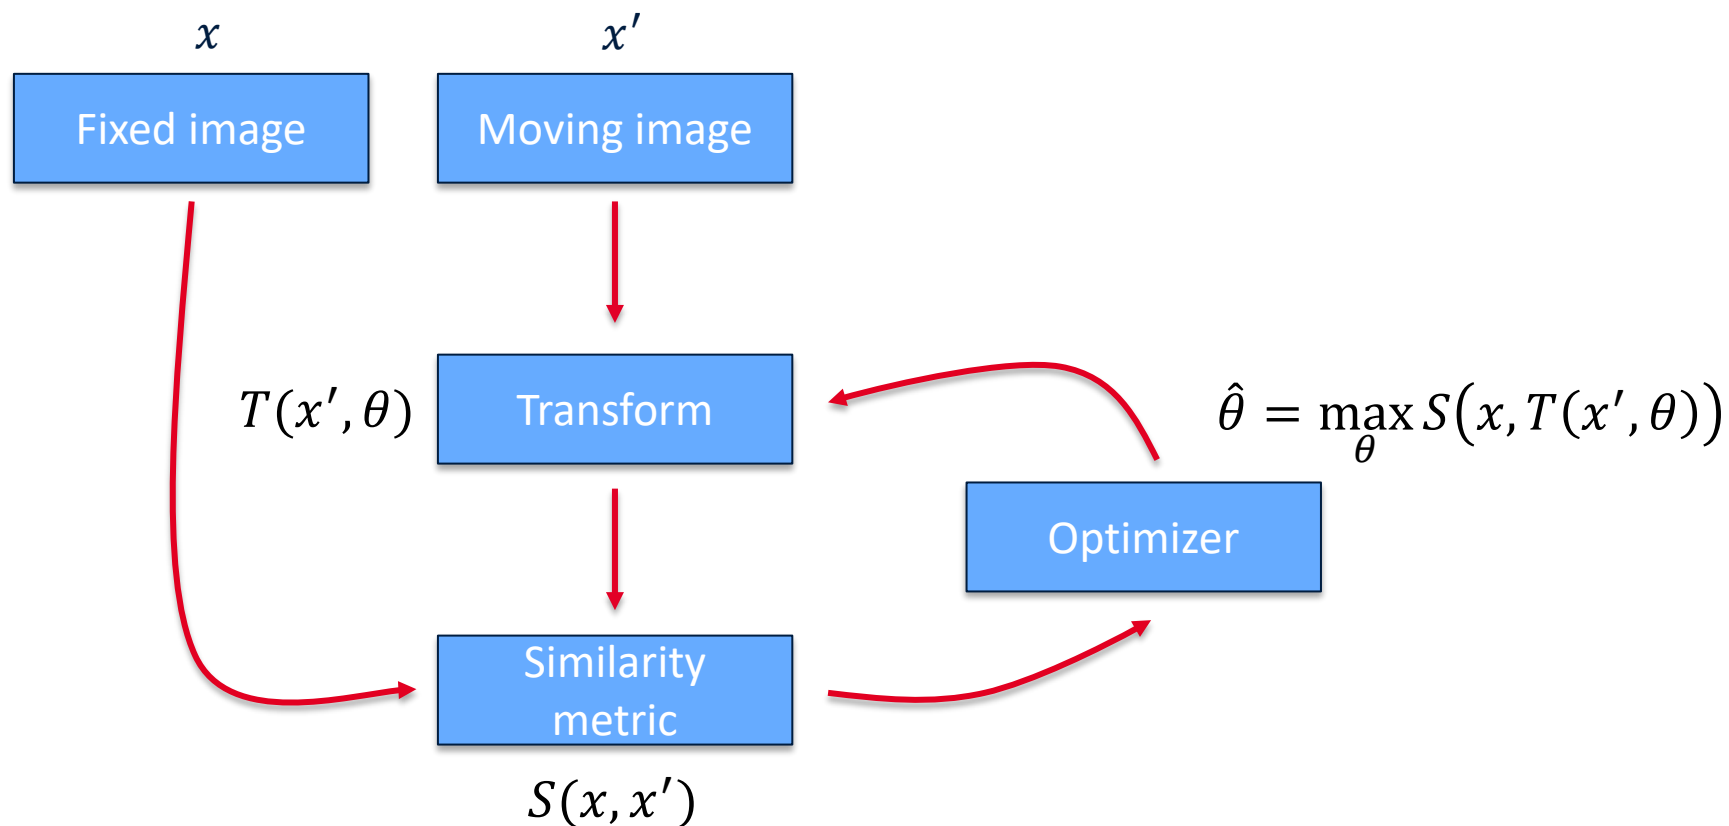 x
x′
Fixed image
Moving image
T(x′, θ)
Transform
θ̂ = max S(x, T(x′, θ))
θ
Optimizer
Similarity
metric
S(x, x′)